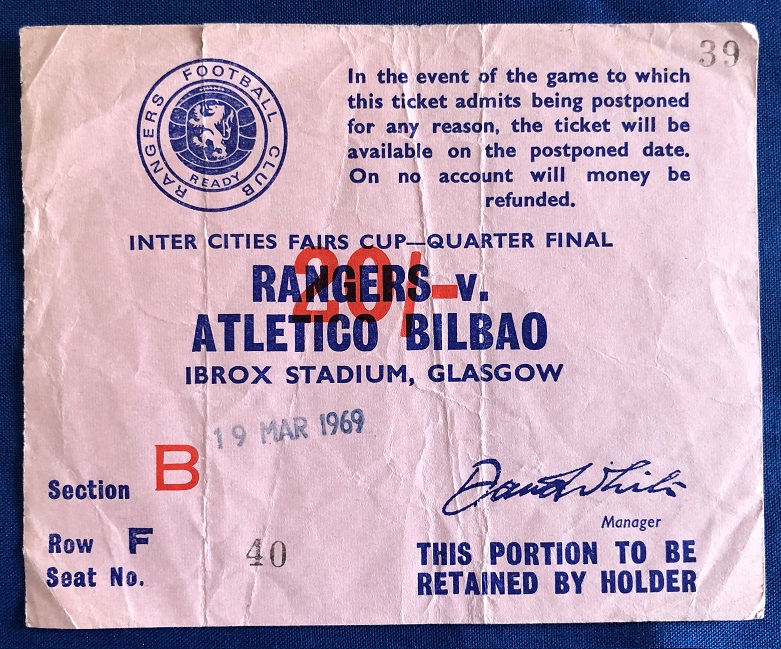 39
RANGERS FOOTBALL CLUB
READY
In the event of the game to which
this ticket admits being postponed
for any reason, the ticket will be
available on the postponed date.
On no account will money be
refunded.
INTER CITIES FAIRS CUP—QUARTER FINAL
20/-
RANGERS v.
ATLETICO BILBAO
IBROX STADIUM, GLASGOW
19 MAR 1969
Section B
David White
Manager
Row F
Seat No. 40
THIS PORTION TO BE
RETAINED BY HOLDER